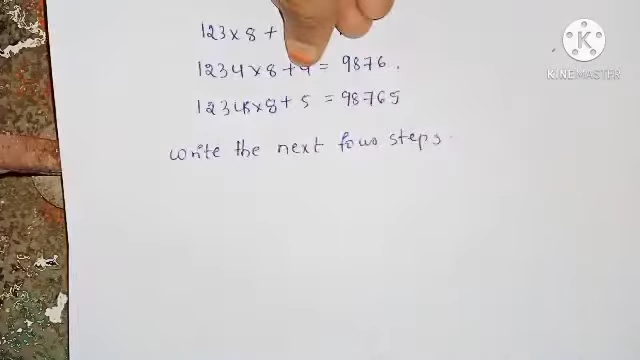 123 x 8 +
1234 x 8 + 4 = 9876.
12345 x 8 + 5 = 98765
write the next four steps.
K
KINEMASTER